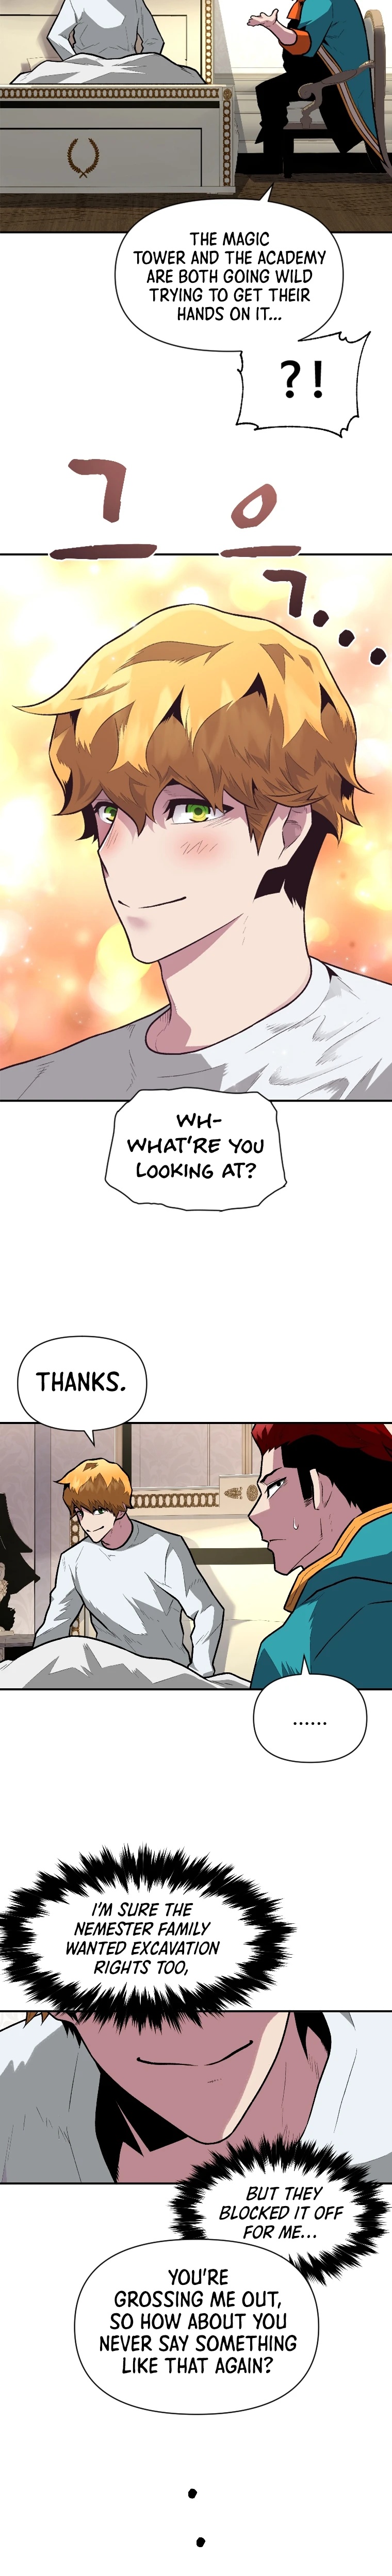 THE MAGIC
TOWER AND THE ACADEMY
ARE BOTH GOING WILD
TRYING TO GET THEIR
HANDS ON IT...
?!
그윽
...
WH-
WHAT'RE YOU
LOOKING AT?
THANKS.
......
I'M SURE THE
NEMESTER FAMILY
WANTED EXCAVATION
RIGHTS TOO,
BUT THEY
BLOCKED IT OFF
FOR ME...
YOU'RE
GROSSING ME OUT,
SO HOW ABOUT YOU
NEVER SAY SOMETHING
LIKE THAT AGAIN?